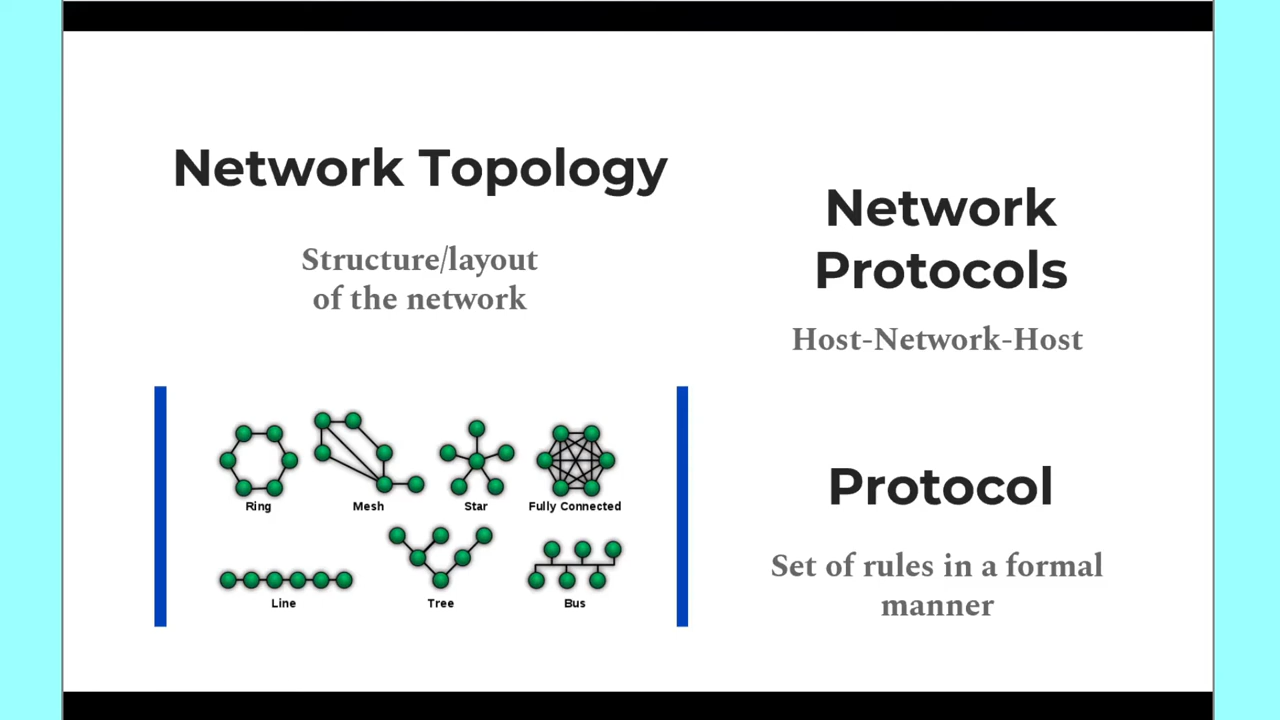 Network Topology
Structure/layout
of the network
Ring
Mesh
Star
Fully Connected
Line
Tree
Bus
Network
Protocols
Host-Network-Host
Protocol
Set of rules in a formal
manner